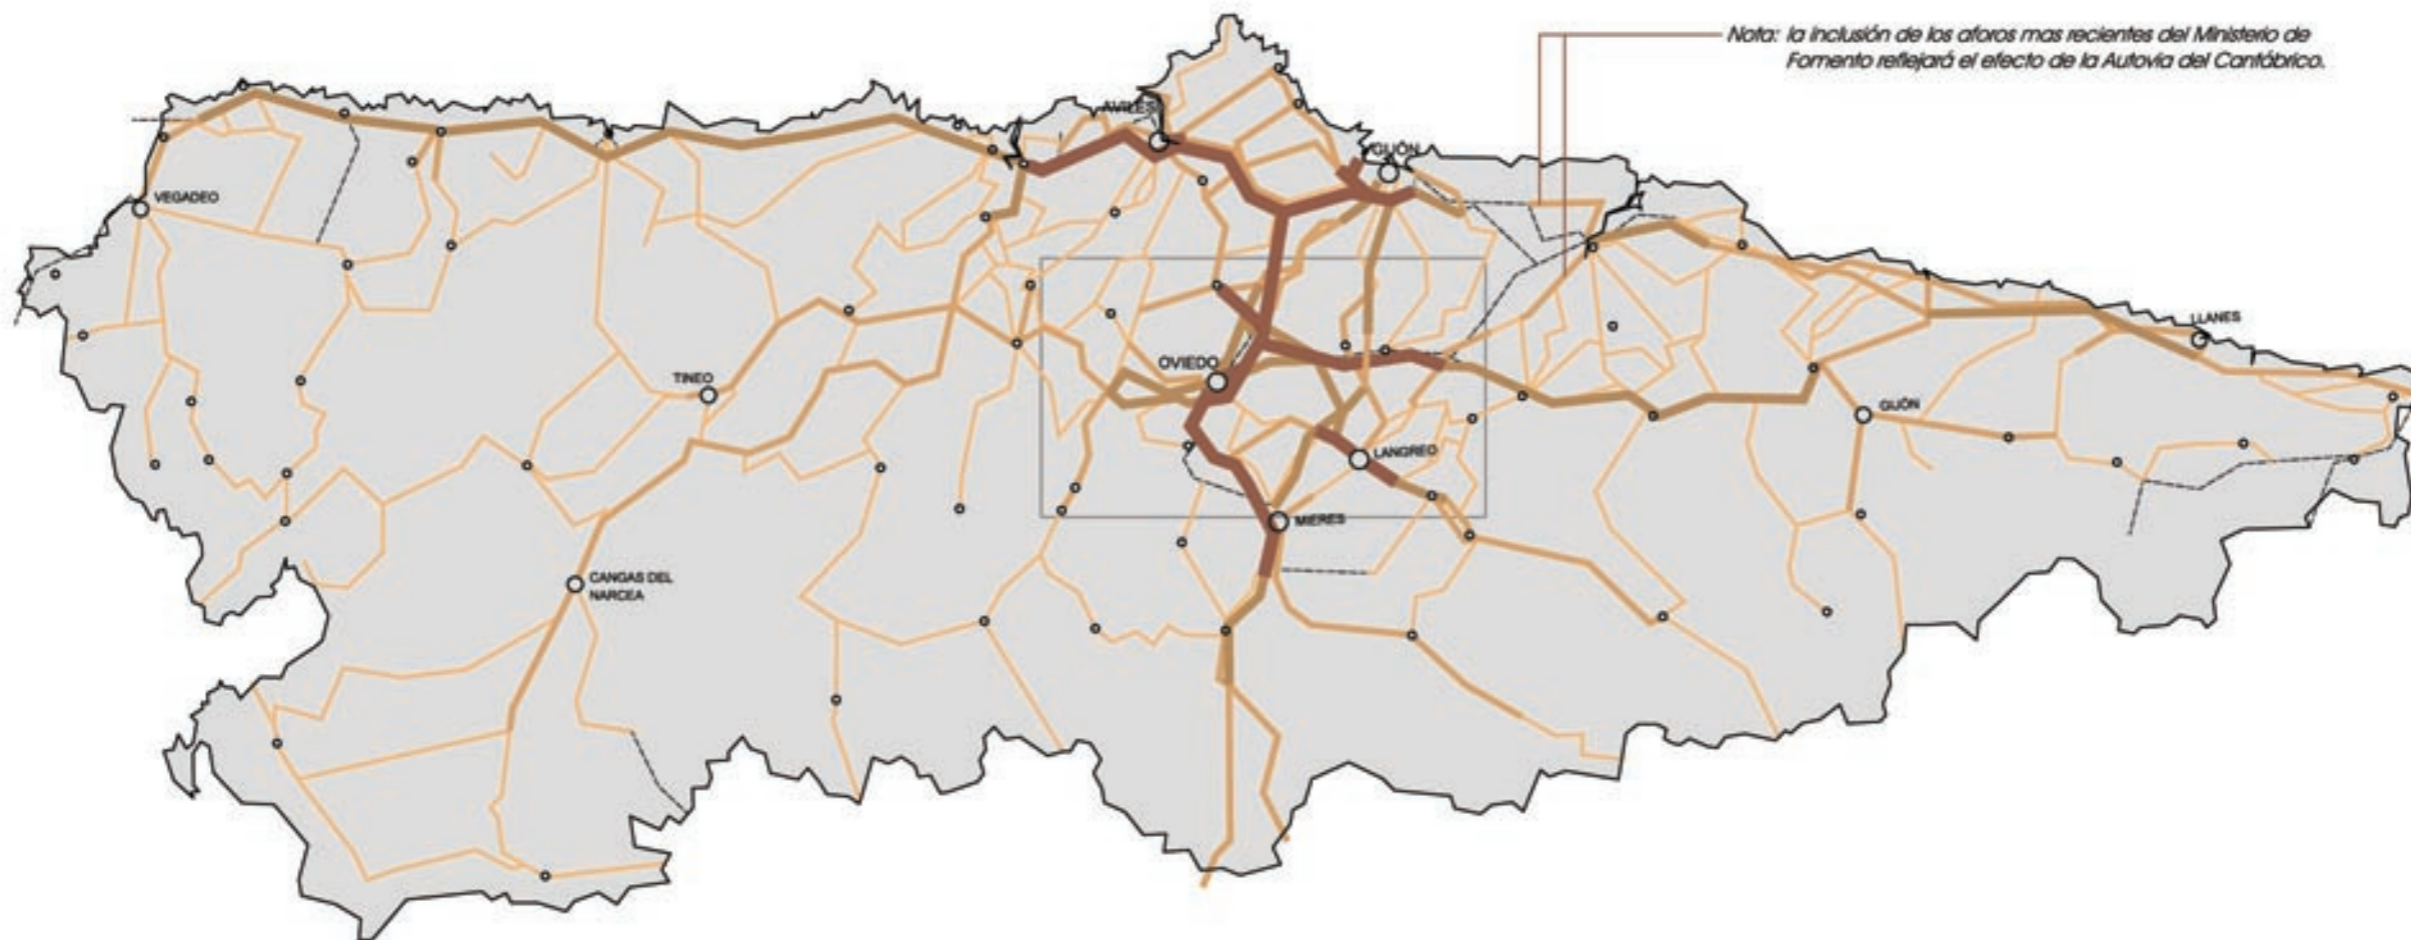 Nota: la inclusión de los aforos mas recientes del Ministerio de
Fomento reflejará el efecto de la Autovia del Cantábrico.
AVILÉS
GIJÓN
VEGADEO
LLANES
OVIEDO
TINEO
GIJÓN
LANGREO
MIERES
CANGAS DEL
NARCEA